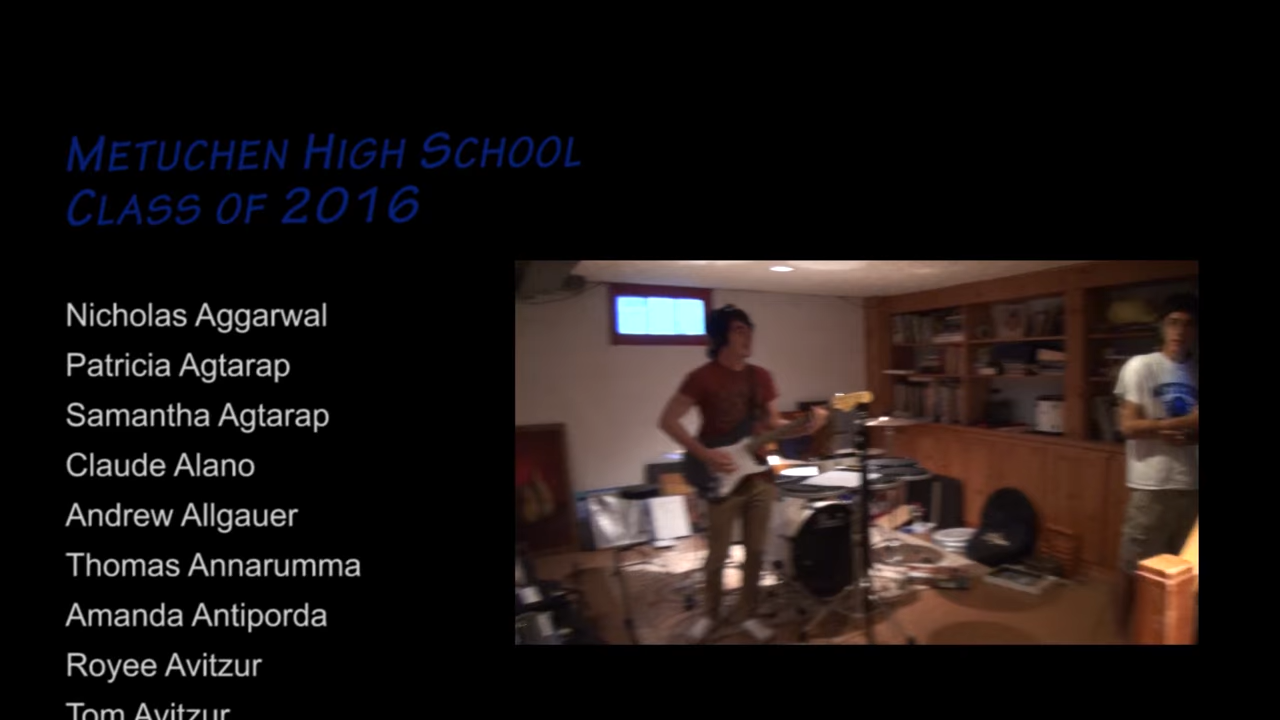 METUCHEN HIGH SCHOOL
CLASS OF 2016
Nicholas Aggarwal
Patricia Agtarap
Samantha Agtarap
Claude Alano
Andrew Allgauer
Thomas Annarumma
Amanda Antiporda
Royee Avitzur
Tom Avitzur